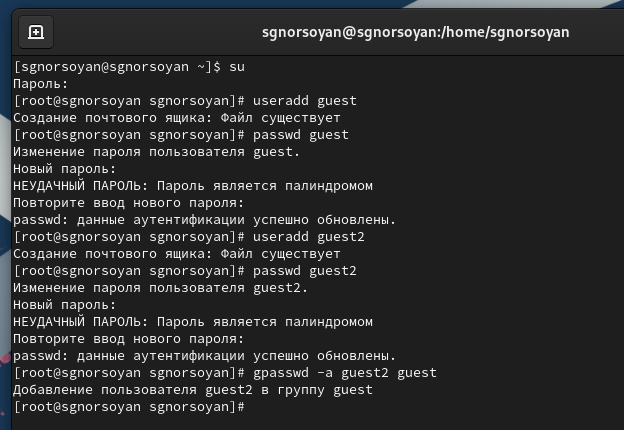 sgnorsoyan@sgnorsoyan:/home/sgnorsoyan
[sgnorsoyan@sgnorsoyan ~]$ su
Пароль:
[root@sgnorsoyan sgnorsoyan]# useradd guest
Создание почтового ящика: Файл существует
[root@sgnorsoyan sgnorsoyan]# passwd guest
Изменение пароля пользователя guest.
Новый пароль:
НЕУДАЧНЫЙ ПАРОЛЬ: Пароль является палиндромом
Повторите ввод нового пароля:
passwd: данные аутентификации успешно обновлены.
[root@sgnorsoyan sgnorsoyan]# useradd guest2
Создание почтового ящика: Файл существует
[root@sgnorsoyan sgnorsoyan]# passwd guest2
Изменение пароля пользователя guest2.
Новый пароль:
НЕУДАЧНЫЙ ПАРОЛЬ: Пароль является палиндромом
Повторите ввод нового пароля:
passwd: данные аутентификации успешно обновлены.
[root@sgnorsoyan sgnorsoyan]# gpasswd -a guest2 guest
Добавление пользователя guest2 в группу guest
[root@sgnorsoyan sgnorsoyan]#